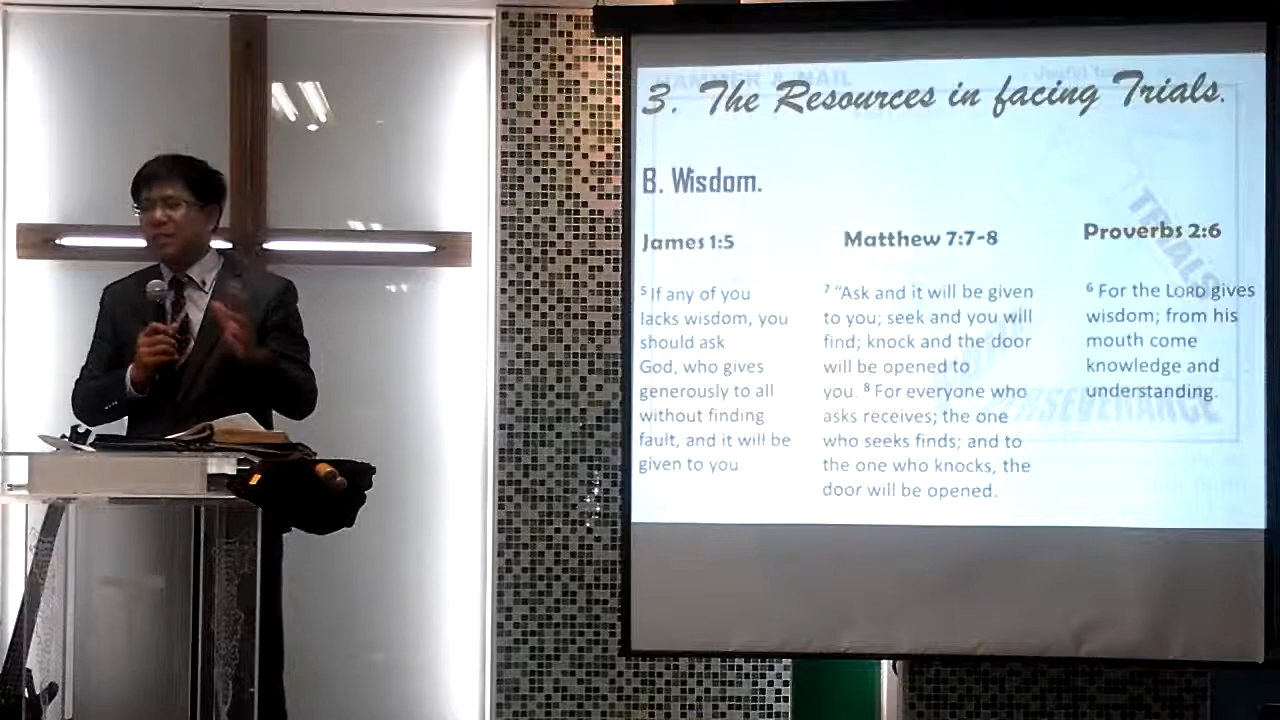 HAMMER & NAIL
Joyful
3. The Resources in facing Trials.
B. Wisdom.
James 1:5
5 If any of you
lacks wisdom, you
should ask
God, who gives
generously to all
without finding
fault, and it will be
given to you.
Matthew 7:7-8
7 "Ask and it will be given
to you; seek and you will
find; knock and the door
will be opened to
you. 8 For everyone who
asks receives; the one
who seeks finds; and to
the one who knocks, the
door will be opened.
Proverbs 2:6
6 For the LORD gives
wisdom; from his
mouth come
knowledge and
understanding.
TRIALS
PERSEVERANCE